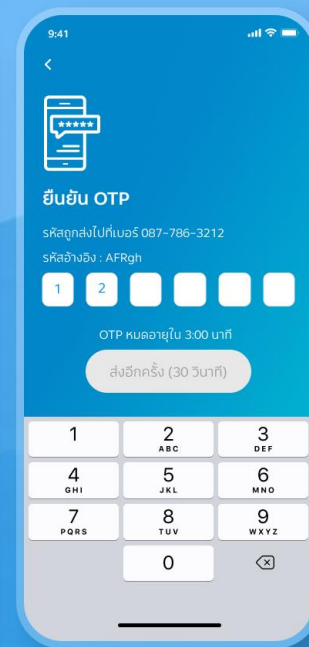 9:41
*****
ยืนยัน OTP
รหัสถูกส่งไปที่เบอร์ 087-786-3212
รหัสอ้างอิง : AFRgh
1 2
OTP หมดอายุใน 3:00 นาที
ส่งอีกครั้ง (30 วินาที)
1 2 3
ABC DEF
4 5 6
GHI JKL MNO
7 8 9
PQRS TUV WXYZ
0